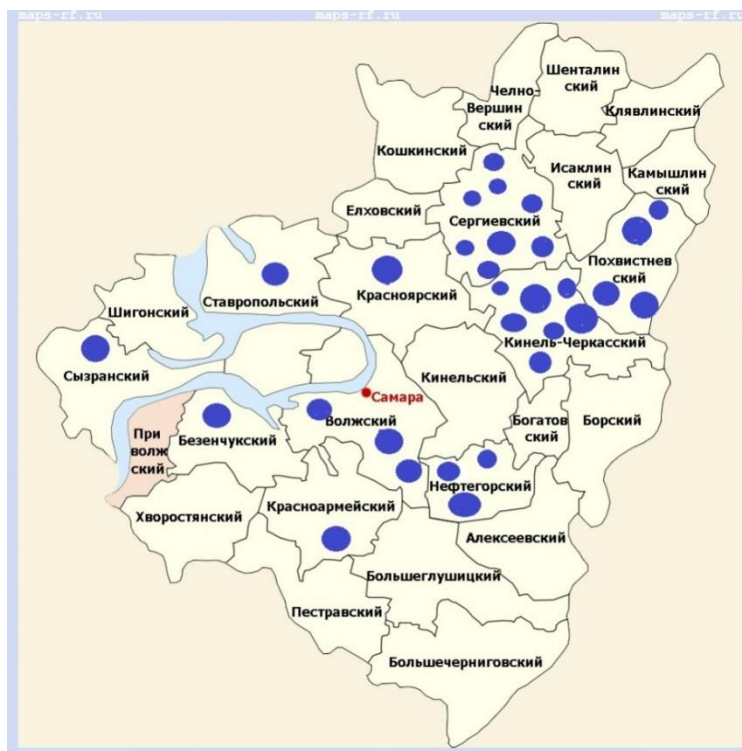 maps-rf.ru maps-rf.ru maps-rf.ru
Шенталин
ский
Челно-
Вершин
ский
Клявлинский
Кошкинский
Исаклин
ский
Камышлин
ский
Елховский
Сергиевский
Похвистнев
ский
Ставропольский
Красноярский
Шигонский
Кинель-Черкасский
Сызранский
Кинельский
Самара
Волжский
Богатов
ский
Борский
При
волж
ский
Безенчукский
Нефтегорский
Хворостянский
Красноармейский
Алексеевский
Большеглушицкий
Пестравский
Большечерниговский